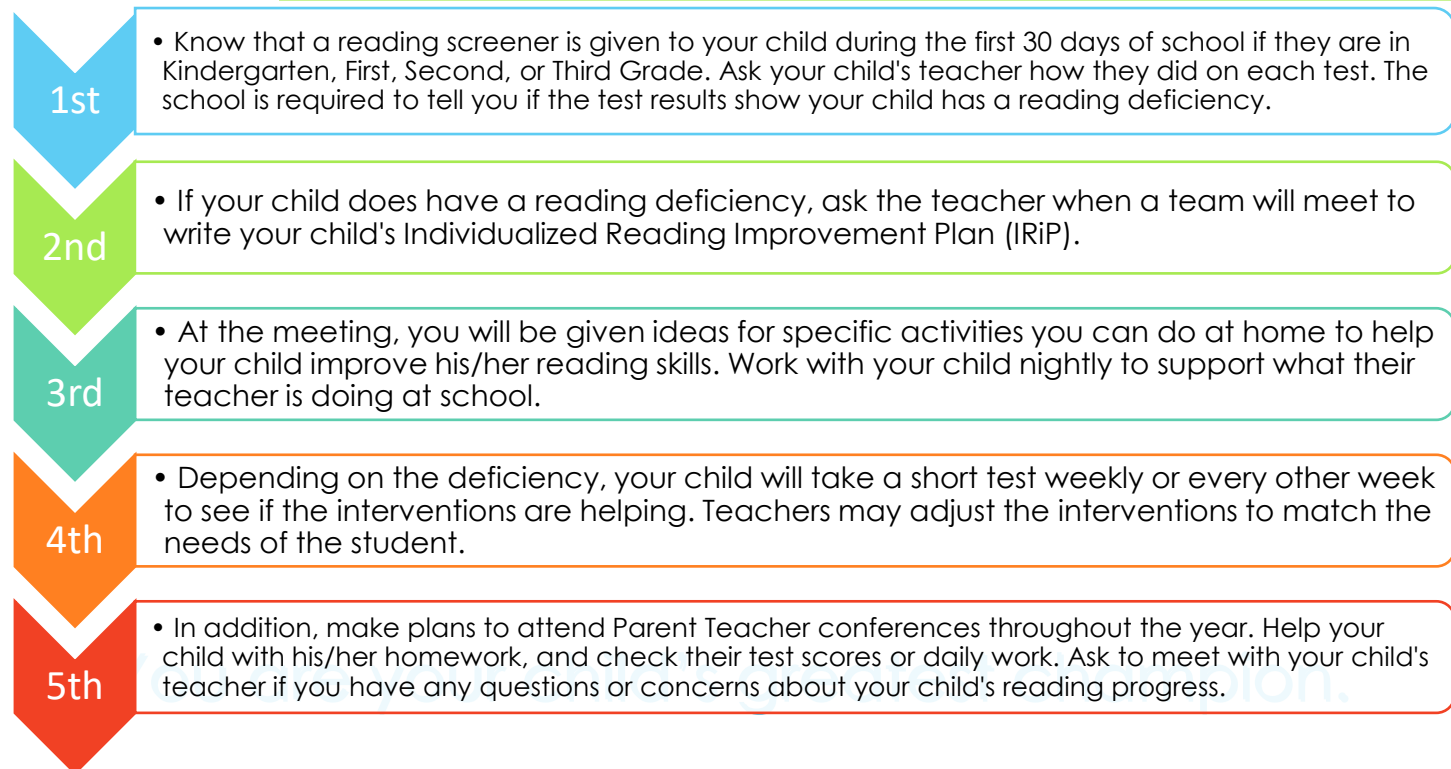 1st
• Know that a reading screener is given to your child during the first 30 days of school if they are in
Kindergarten, First, Second, or Third Grade. Ask your child's teacher how they did on each test. The
school is required to tell you if the test results show your child has a reading deficiency.
2nd
• If your child does have a reading deficiency, ask the teacher when a team will meet to
write your child's Individualized Reading Improvement Plan (IRiP).
3rd
• At the meeting, you will be given ideas for specific activities you can do at home to help
your child improve his/her reading skills. Work with your child nightly to support what their
teacher is doing at school.
4th
• Depending on the deficiency, your child will take a short test weekly or every other week
to see if the interventions are helping. Teachers may adjust the interventions to match the
needs of the student.
5th
• In addition, make plans to attend Parent Teacher conferences throughout the year. Help your
child with his/her homework, and check their test scores or daily work. Ask to meet with your child's
teacher if you have any questions or concerns about your child's reading progress.
You are your child's greatest champion.